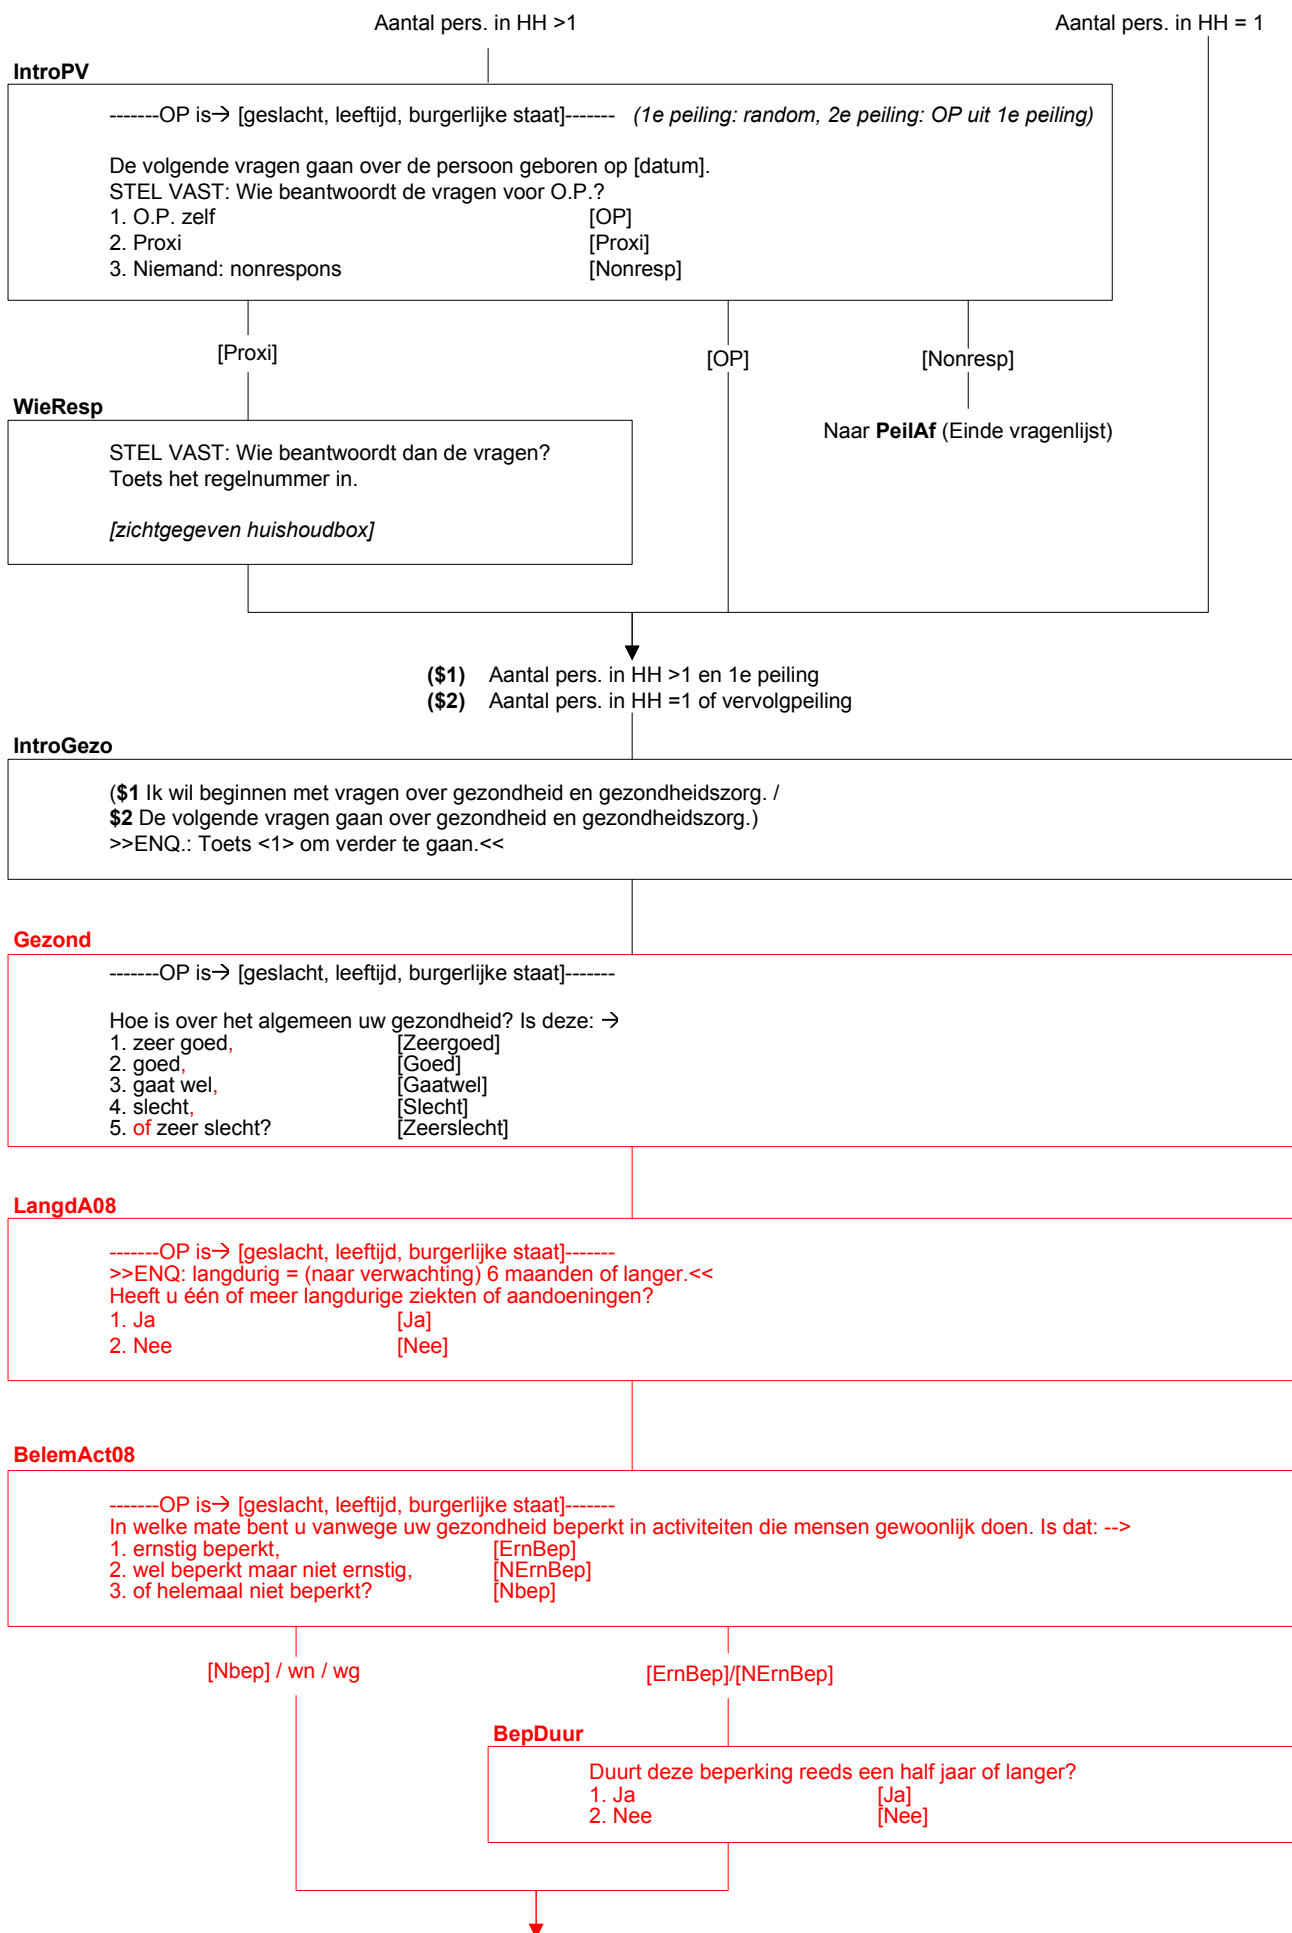 Aantal pers. in HH >1    Aantal pers. in HH = 1
IntroPV
-------OP is→ [geslacht, leeftijd, burgerlijke staat]-------   (1e peiling: random, 2e peiling: OP uit 1e peiling)
De volgende vragen gaan over de persoon geboren op [datum].
STEL VAST: Wie beantwoordt de vragen voor O.P.?
1. O.P. zelf    [OP]
2. Proxi    [Proxi]
3. Niemand: nonrespons    [Nonresp]
[Proxi]    [OP]    [Nonresp]
WieResp
Naar PeilAf (Einde vragenlijst)
STEL VAST: Wie beantwoordt dan de vragen?
Toets het regelnummer in.
[zichtgegeven huishoudbox]
($1)   Aantal pers. in HH >1 en 1e peiling
($2)   Aantal pers. in HH =1 of vervolgpeiling
IntroGezo
($1 Ik wil beginnen met vragen over gezondheid en gezondheidszorg. /
$2 De volgende vragen gaan over gezondheid en gezondheidszorg.)
>>ENQ.: Toets <1> om verder te gaan.<<
Gezond
-------OP is→ [geslacht, leeftijd, burgerlijke staat]-------
Hoe is over het algemeen uw gezondheid? Is deze: →
1. zeer goed,    [Zeergoed]
2. goed,    [Goed]
3. gaat wel,    [Gaatwel]
4. slecht,    [Slecht]
5. of zeer slecht?    [Zeerslecht]
LangdA08
-------OP is→ [geslacht, leeftijd, burgerlijke staat]-------
>>ENQ: langdurig = (naar verwachting) 6 maanden of langer.<<
Heeft u één of meer langdurige ziekten of aandoeningen?
1. Ja    [Ja]
2. Nee    [Nee]
BelemAct08
-------OP is→ [geslacht, leeftijd, burgerlijke staat]-------
In welke mate bent u vanwege uw gezondheid beperkt in activiteiten die mensen gewoonlijk doen. Is dat: -->
1. ernstig beperkt,    [ErnBep]
2. wel beperkt maar niet ernstig,    [NErnBep]
3. of helemaal niet beperkt?    [Nbep]
[Nbep] / wn / wg    [ErnBep]/[NErnBep]
BepDuur
Duurt deze beperking reeds een half jaar of langer?
1. Ja    [Ja]
2. Nee    [Nee]